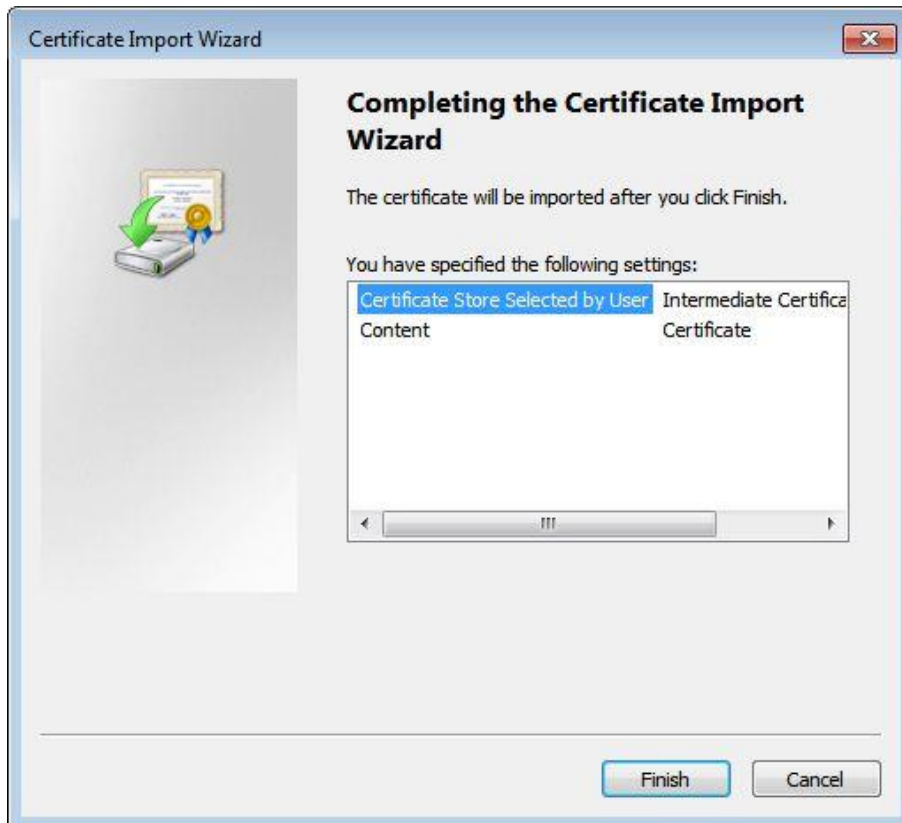 Certificate Import Wizard
Completing the Certificate Import
Wizard
The certificate will be imported after you click Finish.
You have specified the following settings:
Certificate Store Selected by User Intermediate Certifica
Content Certificate
Finish Cancel